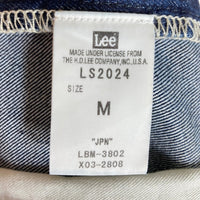 Lee
MADE UNDER LICENSE FROM
THE H.D.LEE COMPANY,INC.,U.S.A.
LS2024
SIZE
M
"JPN"
LBM-3802
X03-2808